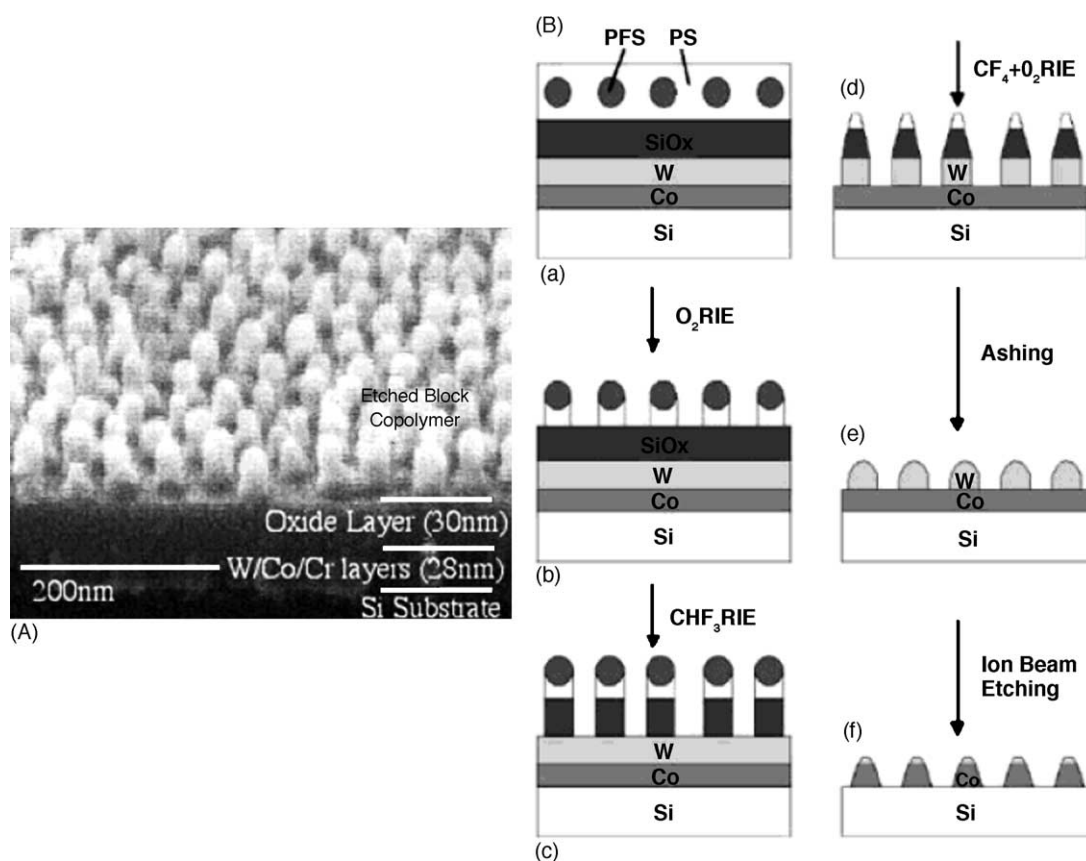 Etched Block
Copolymer
Oxide Layer (30nm)
W/Co/Cr layers (28nm)
200nm
Si Substrate
(A)
(B)
PFS PS
SiOx
W
Co
Si
(a)
O₂RIE
SiOx
W
Co
Si
(b)
CHF₃RIE
W
Co
Si
(c)
CF₄+0₂RIE
(d)
W
Co
Si
Ashing
(e)
W
Co
Si
Ion Beam
Etching
(f)
Co
Si